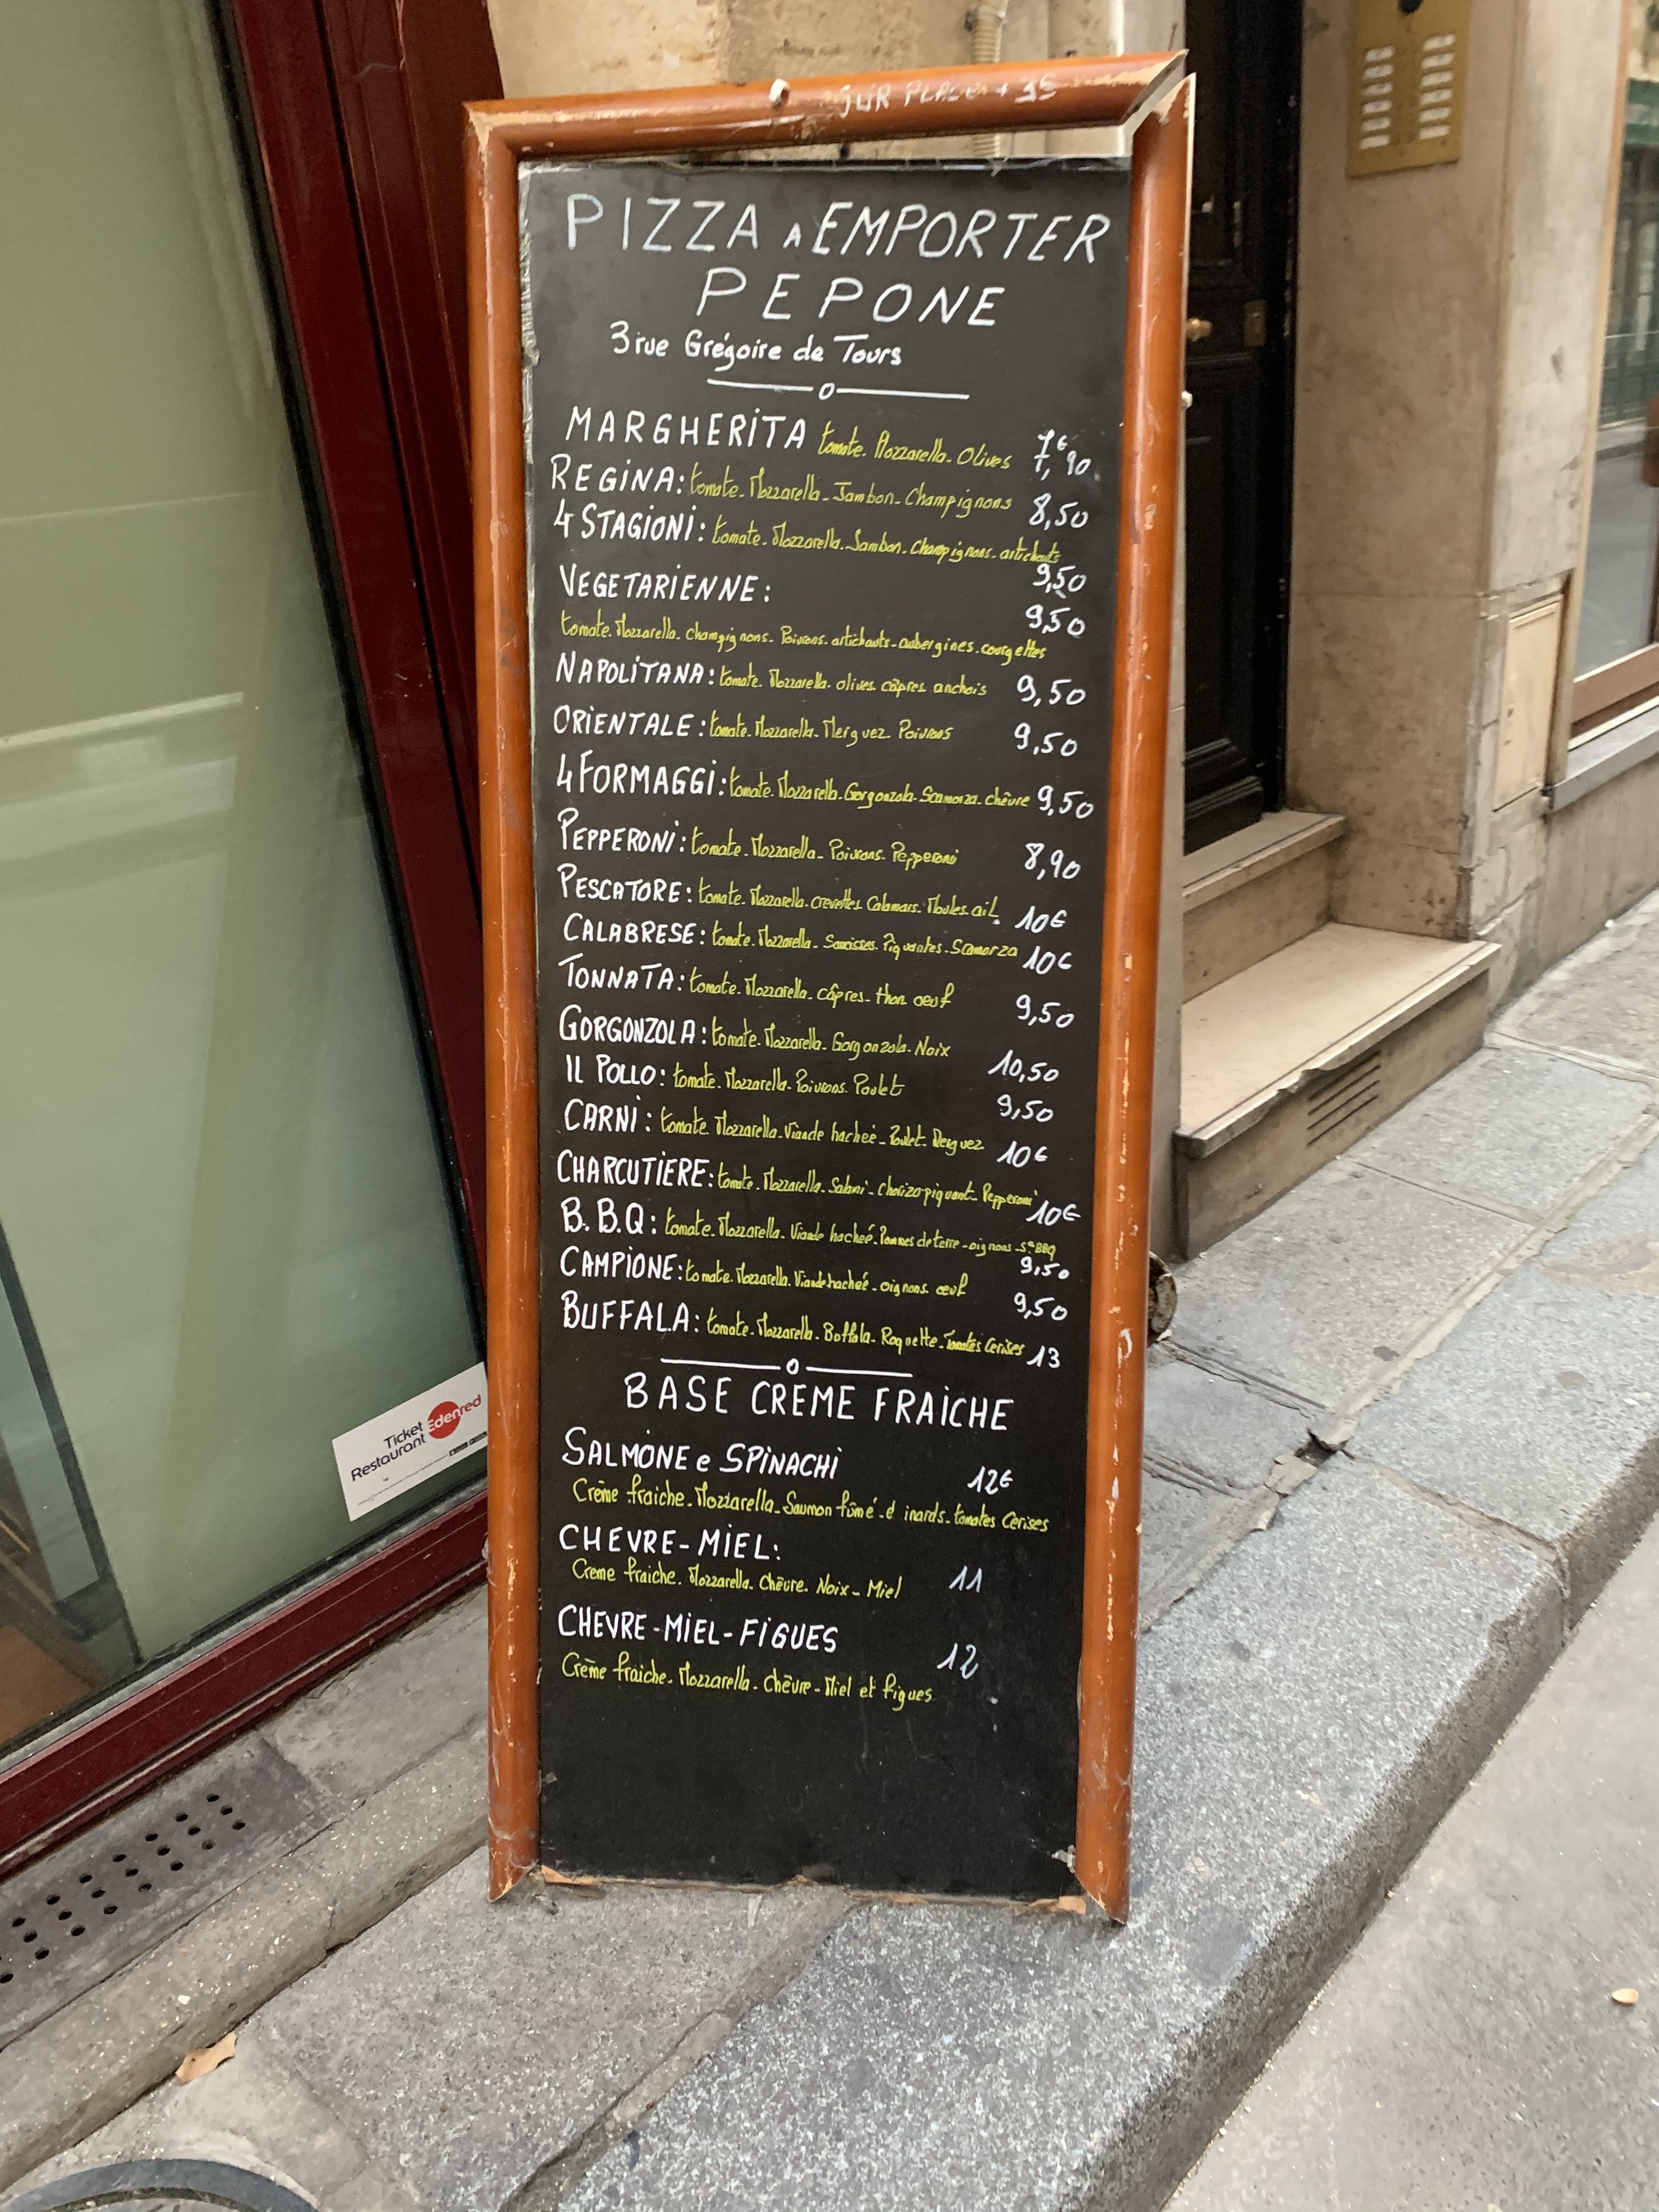 SUR PLACE +
PIZZA A EMPORTER
PEPONE
3 rue Grégoire de Tours
MARGHERITA tomate. Mozzarella. Olives 7€,90
REGINA: tomate. Mozzarella. Jambon. Champignons 8,50
4 STAGIONI: tomate. Mozzarella. Jambon. Champignons. artichauts
9,50
VEGETARIENNE: 9,50
tomate. Mozzarella. champignons. Poivrons. artichauts. aubergines. courgettes
NAPOLITANA: tomate. Mozzarella. olives câpres anchois 9,50
ORIENTALE: tomate. Mozzarella. Merguez. Poivrons 9,50
4 FORMAGGI: tomate. Mozzarella. Gorgonzola. Scamorza. chèvre 9,50
PEPPERONI: tomate. Mozzarella. Poivrons. Pepperoni 8,90
PESCATORE: tomate. Mozzarella. crevettes. Calamars. Moules. ail. 10€
CALABRESE: tomate. Mozzarella. Saucisses. Piquantes. Scamorza 10€
TONNATA: tomate. Mozzarella. câpres. thon. oeuf 9,50
GORGONZOLA: tomate. Mozzarella. Gorgonzola. Noix 10,50
IL POLLO: tomate. Mozzarella. Poivrons. Poulet 9,50
CARNI: tomate. Mozzarella. Viande hacheé. Poulet. Merguez 10€
CHARCUTIERE: tomate. Mozzarella. Salami. Chorizo piquant. Pepperoni 10€
B.B.Q: tomate. Mozzarella. Viande hacheé. Pommes de terre. oignons. Sce BBQ
9,50
CAMPIONE: tomate. Mozzarella. Viande hacheé. oignons. oeuf 9,50
BUFFALA: tomate. Mozzarella. Buffala. Roquette. Tomates Cerises 13
BASE CREME FRAICHE
SALMONE e SPINACHI 12€
Crème fraiche. Mozzarella. Saumon fûmé. é inards. tomates Cerises
CHEVRE-MIEL:
Creme fraiche. Mozzarella. Chèvre. Noix. Miel 11
CHEVRE-MIEL-FIGUES 12
Crème fraiche. Mozzarella. Chèvre. Miel et figues
Ticket
Restaurant
Edenred